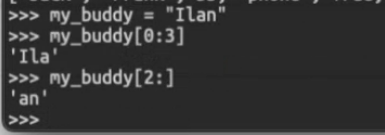 >>> my_buddy = "Ilan"
>>> my_buddy[0:3]
'Ila'
>>> my_buddy[2:]
'an'
>>>